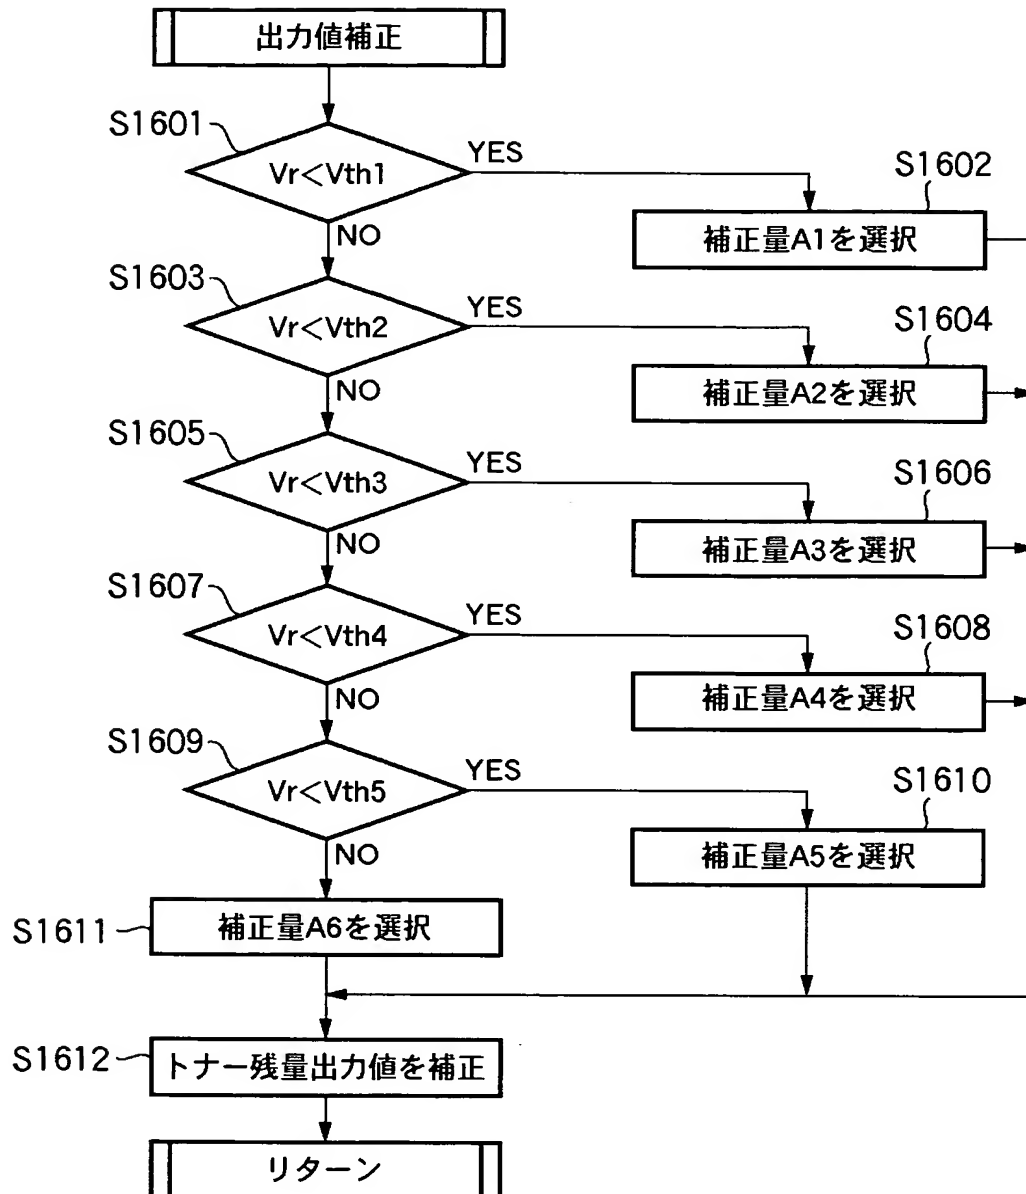 出力値補正
S1601
Vr<Vth1
YES
S1602
補正量A1を選択
NO
S1603
Vr<Vth2
YES
S1604
補正量A2を選択
NO
S1605
Vr<Vth3
YES
S1606
補正量A3を選択
NO
S1607
Vr<Vth4
YES
S1608
補正量A4を選択
NO
S1609
Vr<Vth5
YES
S1610
補正量A5を選択
NO
S1611
補正量A6を選択
S1612
トナー残量出力値を補正
リターン